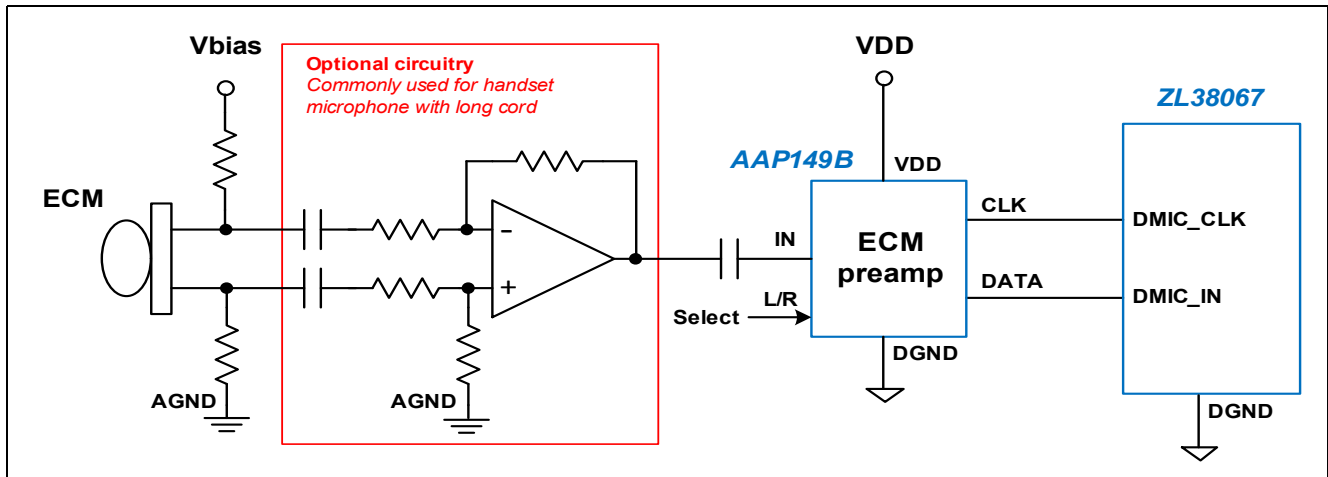 Vbias
Optional circuitry
Commonly used for handset
microphone with long cord
VDD
ZL38067
AAP149B
VDD
ECM
CLK
DMIC_CLK
IN
ECM
preamp
DATA
DMIC_IN
L/R
Select
DGND
AGND
AGND
DGND
-
+